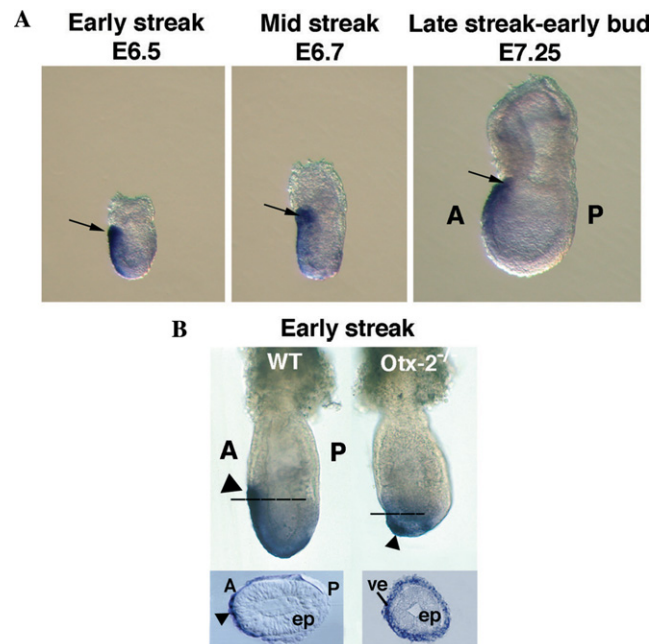 A
Early streak
E6.5
Mid streak
E6.7
Late streak-early bud
E7.25
A
P
B
Early streak
WT
Otx-2-/-
A
P
A
P
ep
ve
ep